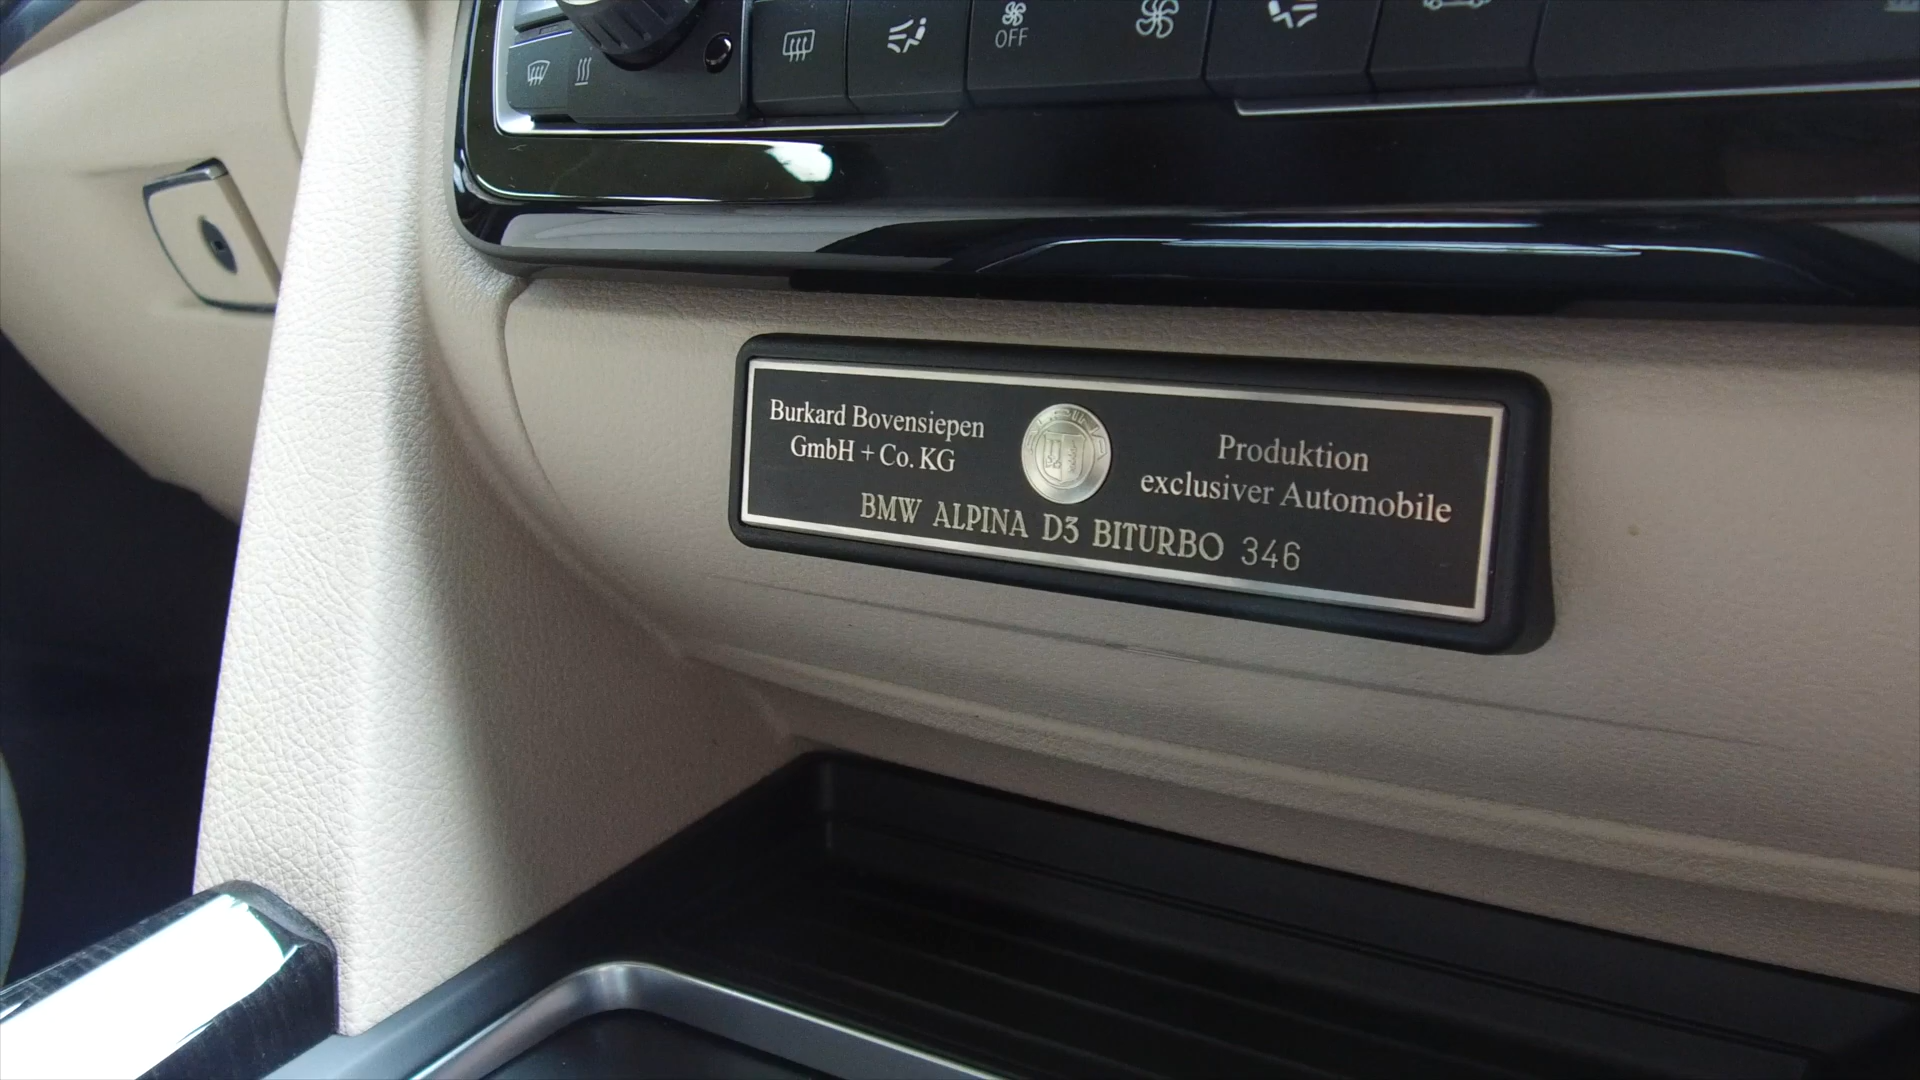 OFF
Burkard Bovensiepen
GmbH + Co. KG
Produktion
exclusiver Automobile
BMW ALPINA D3 BITURBO 346